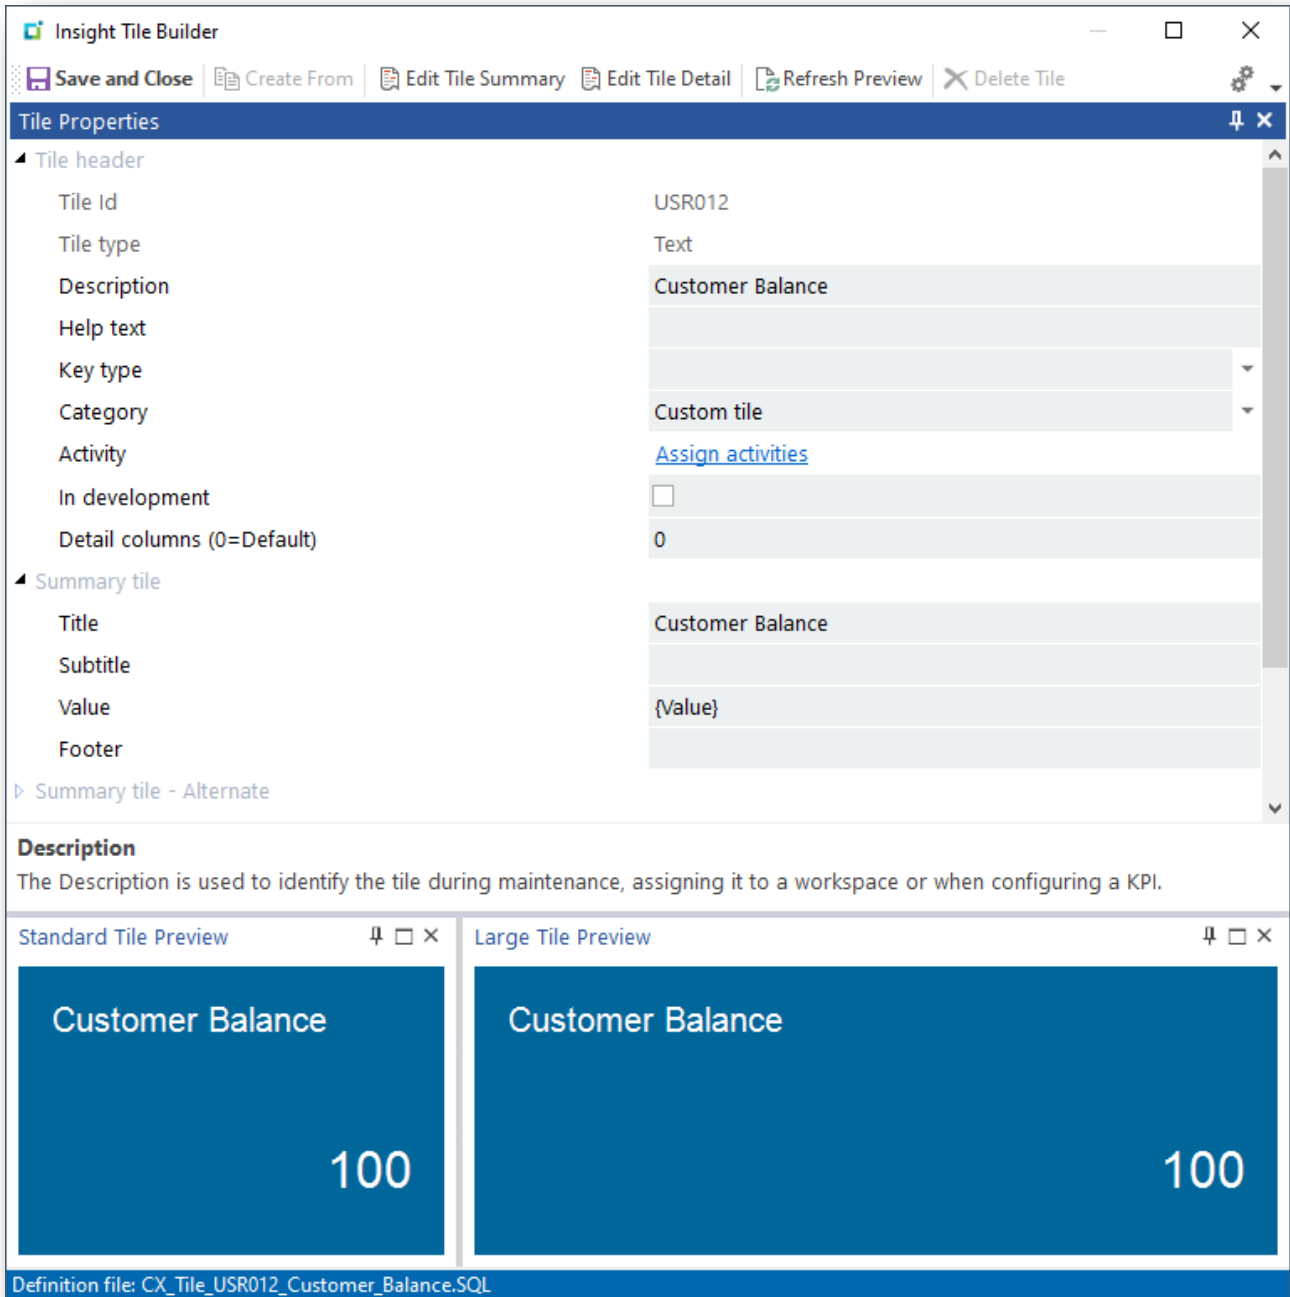 Insight Tile Builder
Save and Close Create From Edit Tile Summary Edit Tile Detail Refresh Preview Delete Tile
Tile Properties
Tile header
Tile Id USR012
Tile type Text
Description Customer Balance
Help text
Key type
Category Custom tile
Activity Assign activities
In development
Detail columns (0=Default) 0
Summary tile
Title Customer Balance
Subtitle
Value {Value}
Footer
Summary tile - Alternate
Description
The Description is used to identify the tile during maintenance, assigning it to a workspace or when configuring a KPI.
Standard Tile Preview Large Tile Preview
Customer Balance Customer Balance
100 100
Definition file: CX_Tile_USR012_Customer_Balance.SQL